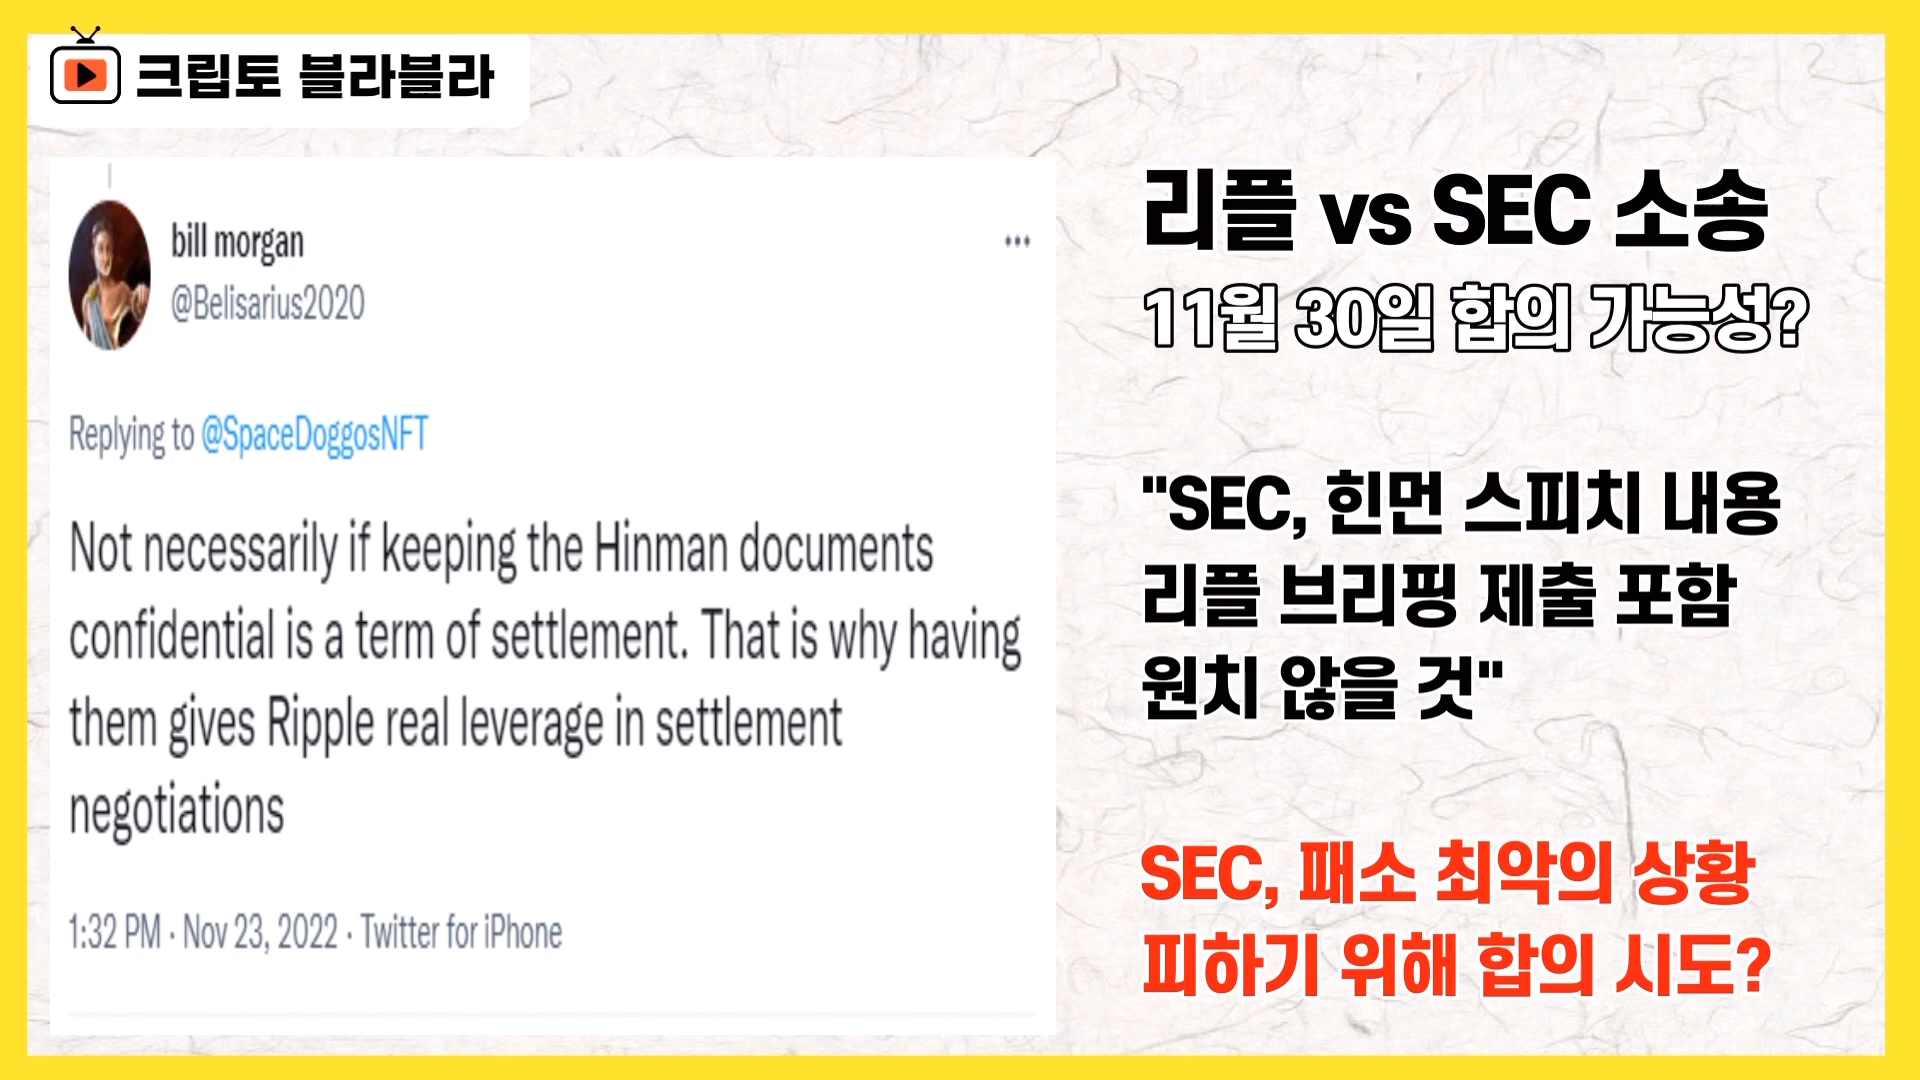 크립토 블라블라
bill morgan
@Belisarius2020
Replying to @SpaceDoggosNFT
Not necessarily if keeping the Hinman documents
confidential is a term of settlement. That is why having
them gives Ripple real leverage in settlement
negotiations
1:32 PM · Nov 23, 2022 · Twitter for iPhone
리플 vs SEC 소송
11월 30일 합의 가능성?
"SEC, 힌먼 스피치 내용
리플 브리핑 제출 포함
원치 않을 것"
SEC, 패소 최악의 상황
피하기 위해 합의 시도?